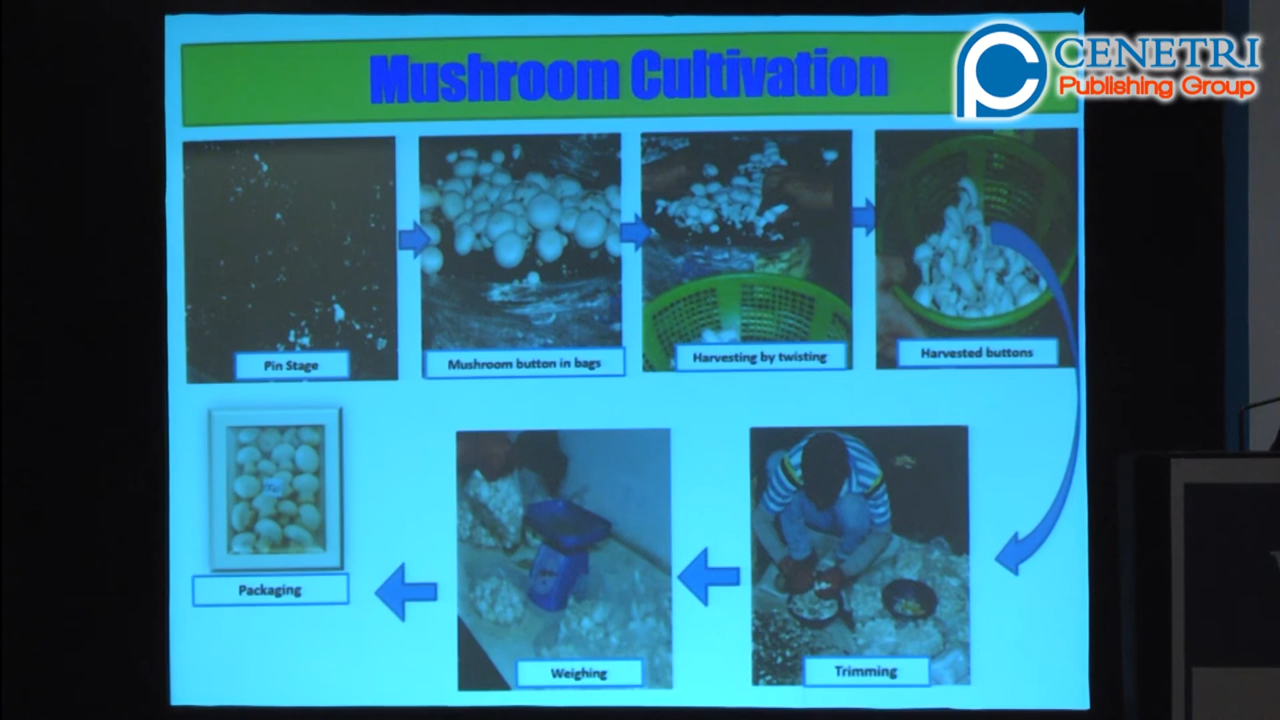 Mushroom Cultivation
CENETRI
Publishing Group
Pin Stage
Mushroom button in bags
Harvesting by twisting
Harvested buttons
Packaging
Weighing
Trimming